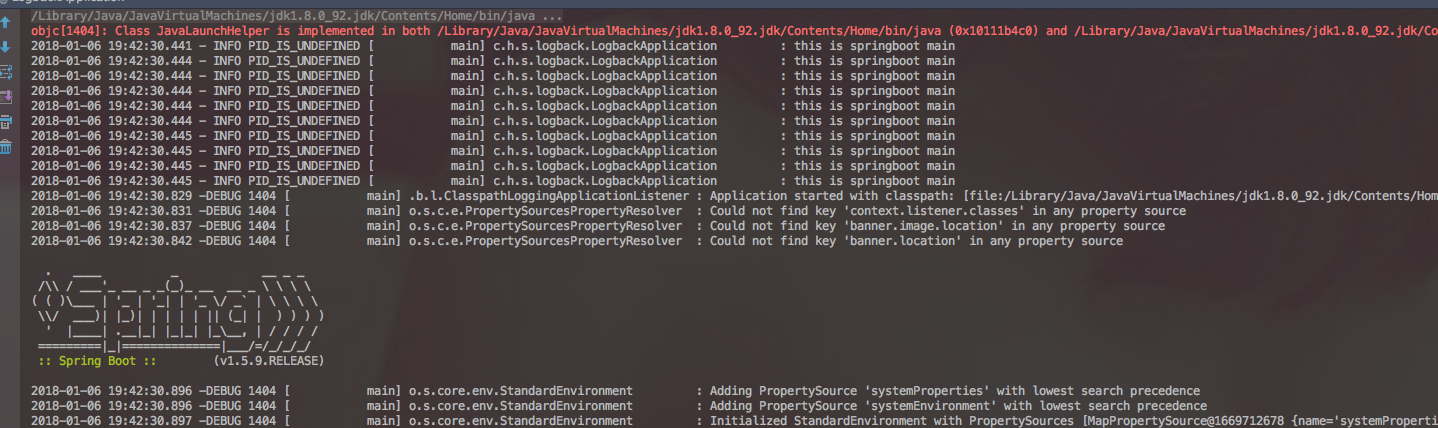 LogbackApplication
/Library/Java/JavaVirtualMachines/jdk1.8.0_92.jdk/Contents/Home/bin/java ...
objc[1404]: Class JavaLaunchHelper is implemented in both /Library/Java/JavaVirtualMachines/jdk1.8.0_92.jdk/Contents/Home/bin/java (0x10111b4c0) and /Library/Java/JavaVirtualMachines/jdk1.8.0_92.jdk/Co
2018-01-06 19:42:30.441 - INFO PID_IS_UNDEFINED [           main] c.h.s.logback.LogbackApplication         : this is springboot main
2018-01-06 19:42:30.444 - INFO PID_IS_UNDEFINED [           main] c.h.s.logback.LogbackApplication         : this is springboot main
2018-01-06 19:42:30.444 - INFO PID_IS_UNDEFINED [           main] c.h.s.logback.LogbackApplication         : this is springboot main
2018-01-06 19:42:30.444 - INFO PID_IS_UNDEFINED [           main] c.h.s.logback.LogbackApplication         : this is springboot main
2018-01-06 19:42:30.444 - INFO PID_IS_UNDEFINED [           main] c.h.s.logback.LogbackApplication         : this is springboot main
2018-01-06 19:42:30.444 - INFO PID_IS_UNDEFINED [           main] c.h.s.logback.LogbackApplication         : this is springboot main
2018-01-06 19:42:30.445 - INFO PID_IS_UNDEFINED [           main] c.h.s.logback.LogbackApplication         : this is springboot main
2018-01-06 19:42:30.445 - INFO PID_IS_UNDEFINED [           main] c.h.s.logback.LogbackApplication         : this is springboot main
2018-01-06 19:42:30.445 - INFO PID_IS_UNDEFINED [           main] c.h.s.logback.LogbackApplication         : this is springboot main
2018-01-06 19:42:30.445 - INFO PID_IS_UNDEFINED [           main] c.h.s.logback.LogbackApplication         : this is springboot main
2018-01-06 19:42:30.829 -DEBUG 1404 [           main] .b.l.ClasspathLoggingApplicationListener : Application started with classpath: [file:/Library/Java/JavaVirtualMachines/jdk1.8.0_92.jdk/Contents/Hom
2018-01-06 19:42:30.831 -DEBUG 1404 [           main] o.s.c.e.PropertySourcesPropertyResolver  : Could not find key 'context.listener.classes' in any property source
2018-01-06 19:42:30.837 -DEBUG 1404 [           main] o.s.c.e.PropertySourcesPropertyResolver  : Could not find key 'banner.image.location' in any property source
2018-01-06 19:42:30.842 -DEBUG 1404 [           main] o.s.c.e.PropertySourcesPropertyResolver  : Could not find key 'banner.location' in any property source
  .   ____          _            __ _ _
 /\\ / ___'_ __ _ _(_)_ __  __ _ \ \ \ \
( ( )\___ | '_ | '_| | '_ \/ _` | \ \ \ \
 \\/  ___)| |_)| | | | | || (_| |  ) ) ) )
  '  |____| .__|_| |_|_| |_\__, | / / / /
 =========|_|==============|___/=/_/_/_/
 :: Spring Boot ::        (v1.5.9.RELEASE)
2018-01-06 19:42:30.896 -DEBUG 1404 [           main] o.s.core.env.StandardEnvironment         : Adding PropertySource 'systemProperties' with lowest search precedence
2018-01-06 19:42:30.896 -DEBUG 1404 [           main] o.s.core.env.StandardEnvironment         : Adding PropertySource 'systemEnvironment' with lowest search precedence
2018-01-06 19:42:30.897 -DEBUG 1404 [           main] o.s.core.env.StandardEnvironment         : Initialized StandardEnvironment with PropertySources [MapPropertySource@1669712678 {name='systemProperti